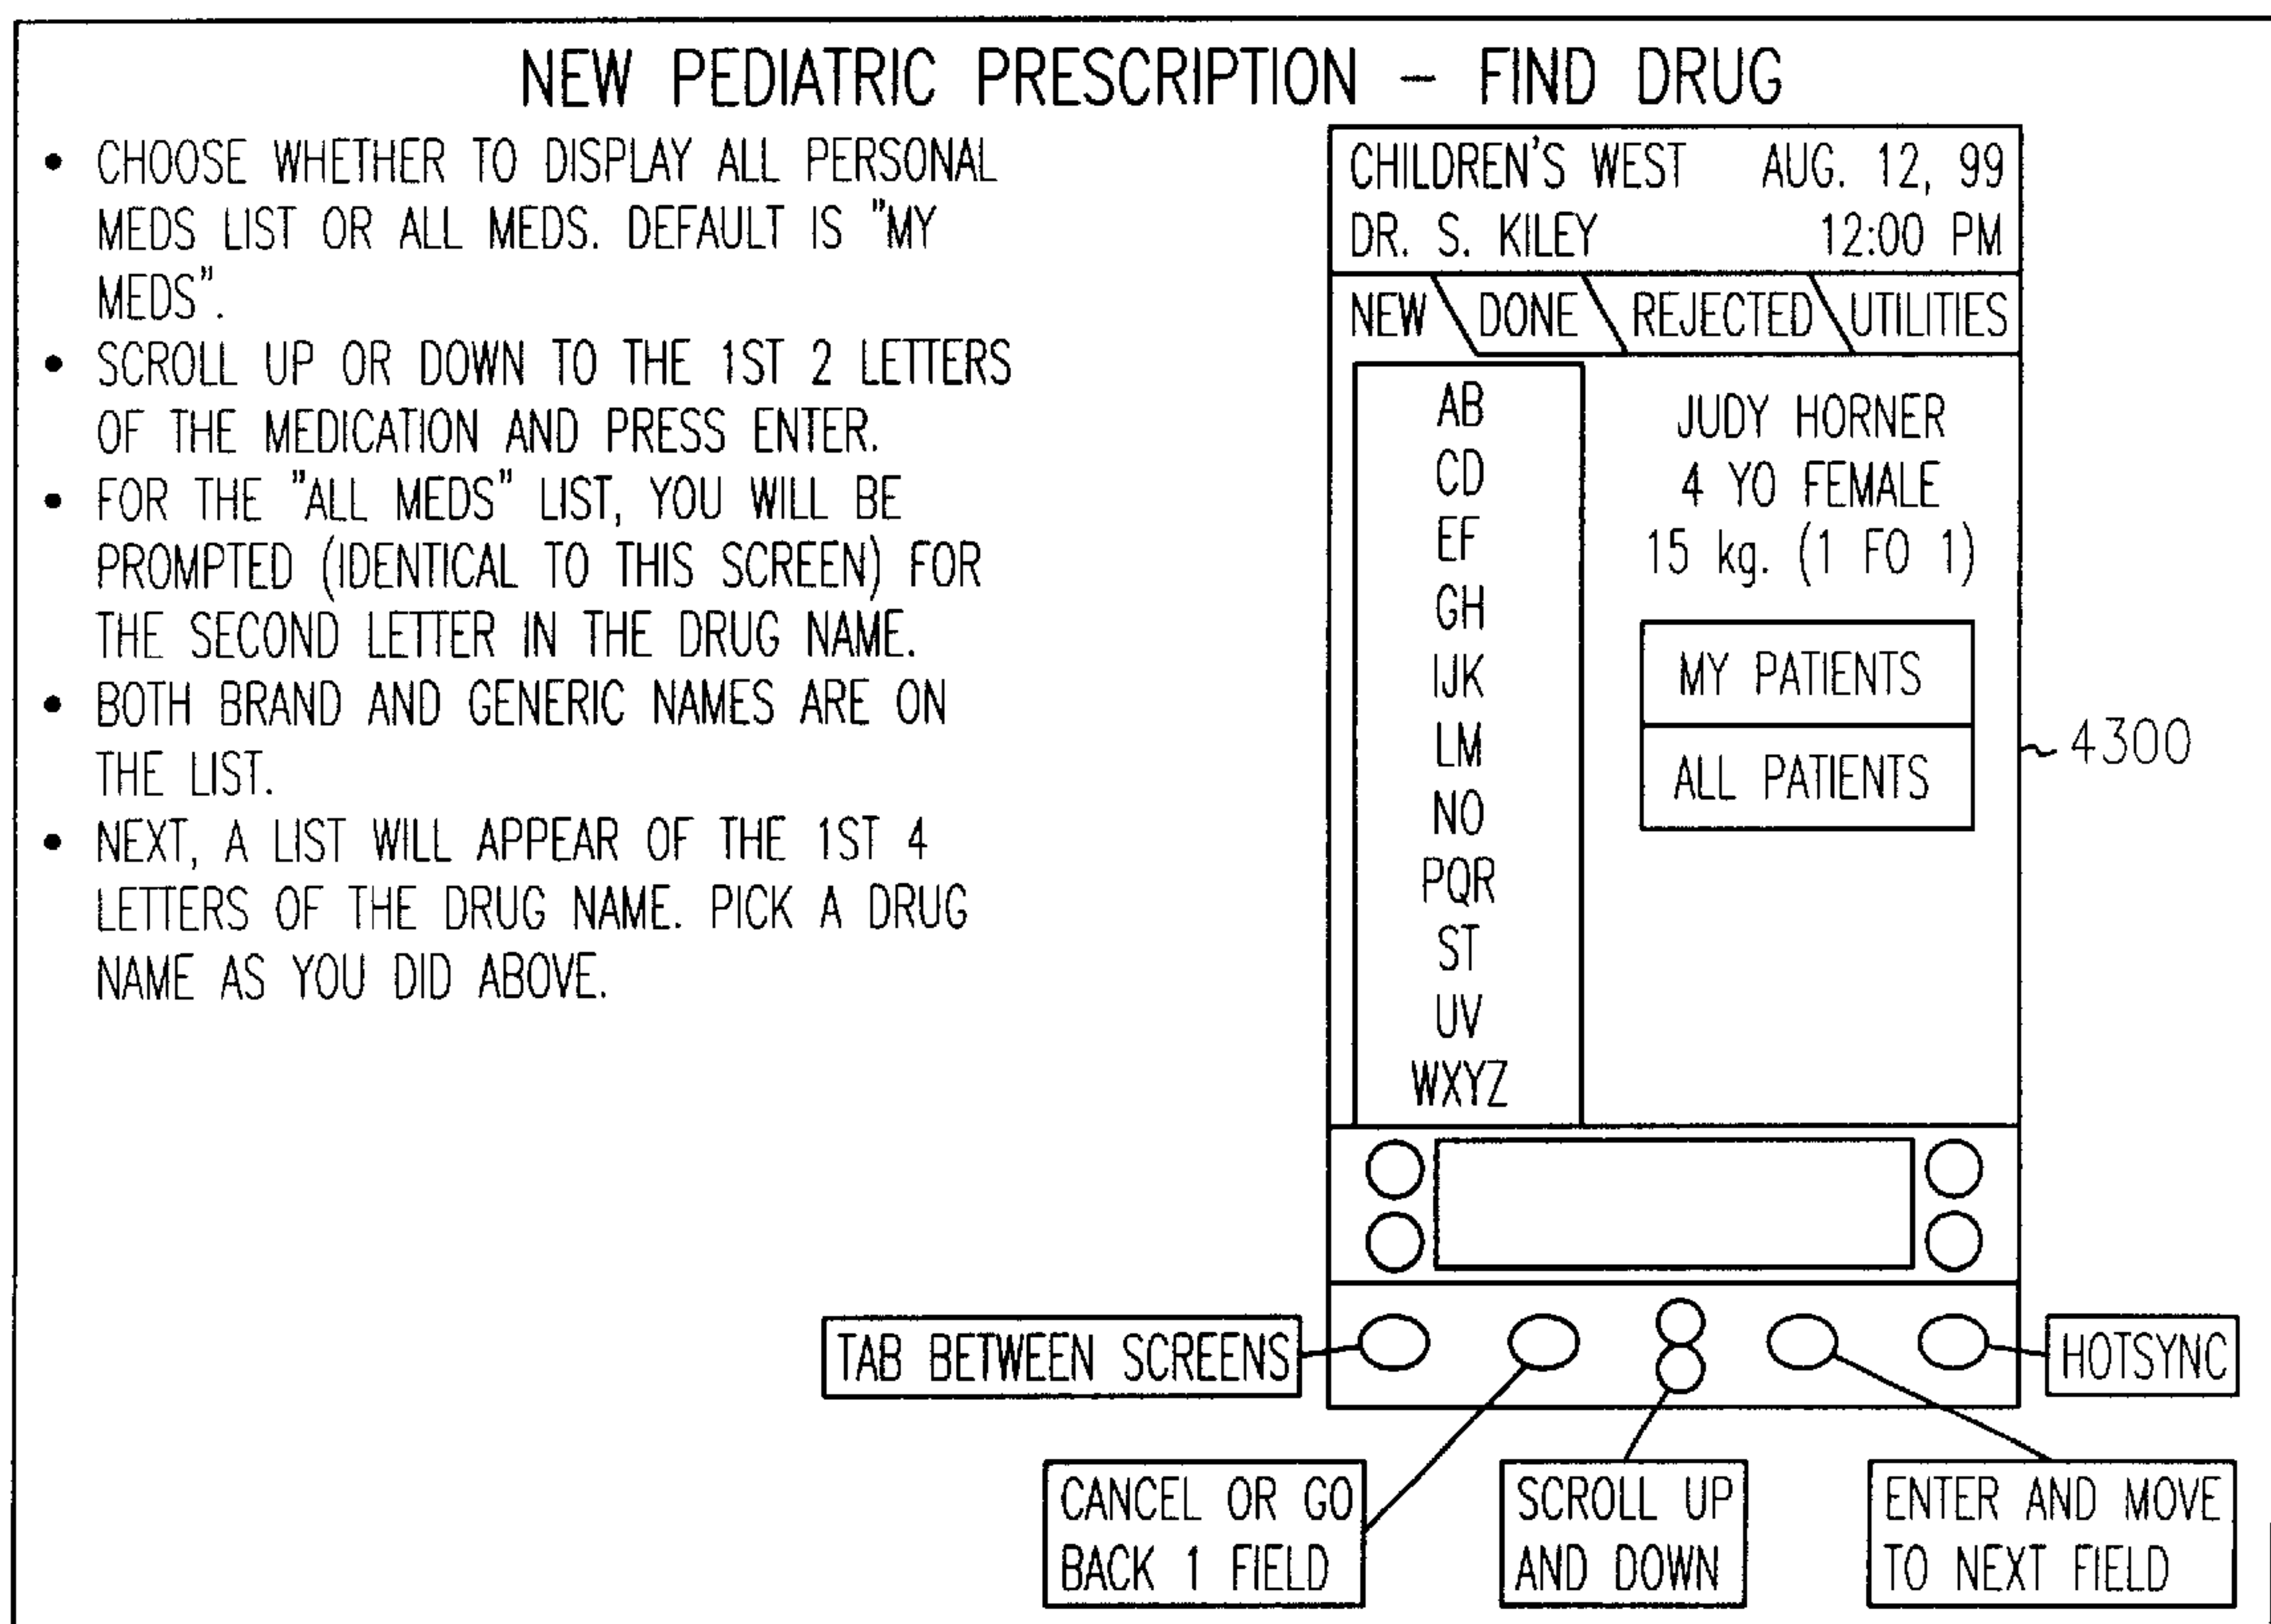 NEW PEDIATRIC PRESCRIPTION – FIND DRUG
• CHOOSE WHETHER TO DISPLAY ALL PERSONAL
MEDS LIST OR ALL MEDS. DEFAULT IS "MY
MEDS".
• SCROLL UP OR DOWN TO THE 1ST 2 LETTERS
OF THE MEDICATION AND PRESS ENTER.
• FOR THE "ALL MEDS" LIST, YOU WILL BE
PROMPTED (IDENTICAL TO THIS SCREEN) FOR
THE SECOND LETTER IN THE DRUG NAME.
• BOTH BRAND AND GENERIC NAMES ARE ON
THE LIST.
• NEXT, A LIST WILL APPEAR OF THE 1ST 4
LETTERS OF THE DRUG NAME. PICK A DRUG
NAME AS YOU DID ABOVE.
CHILDREN'S WEST AUG. 12, 99
DR. S. KILEY 12:00 PM
NEW DONE REJECTED UTILITIES
AB
CD
EF
GH
IJK
LM
NO
PQR
ST
UV
WXYZ
JUDY HORNER
4 YO FEMALE
15 kg. (1 FO 1)
MY PATIENTS
ALL PATIENTS
4300
TAB BETWEEN SCREENS
HOTSYNC
CANCEL OR GO
BACK 1 FIELD
SCROLL UP
AND DOWN
ENTER AND MOVE
TO NEXT FIELD